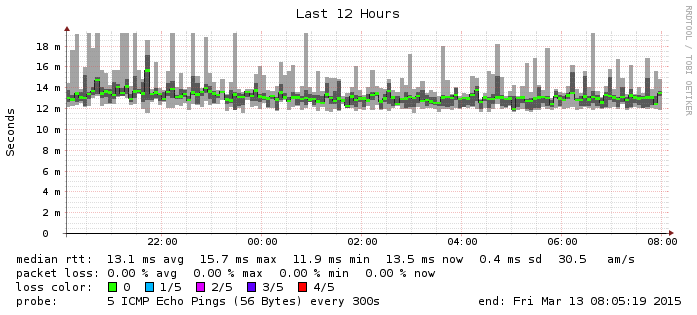 Last 12 Hours
RRDTOOL / TOBI OETIKER
Seconds
18 m
16 m
14 m
12 m
10 m
8 m
6 m
4 m
2 m
0
22:00 00:00 02:00 04:00 06:00 08:00
median rtt: 13.1 ms avg 15.7 ms max 11.9 ms min 13.5 ms now 0.4 ms sd 30.5 am/s
packet loss: 0.00 % avg 0.00 % max 0.00 % min 0.00 % now
loss color: 0 1/5 2/5 3/5 4/5
probe: 5 ICMP Echo Pings (56 Bytes) every 300s end: Fri Mar 13 08:05:19 2015